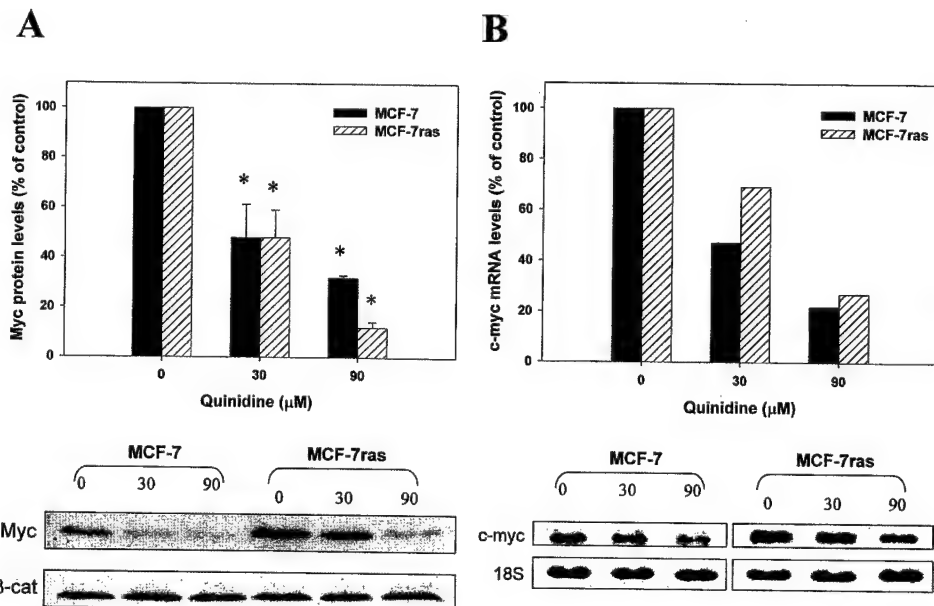 A
Myc protein levels (% of control)
100
80
60
40
20
0
MCF-7
MCF-7ras
* *
*
*
0 30 90
Quinidine (μM)
MCF-7 MCF-7ras
0 30 90 0 30 90
Myc
β-cat
B
c-myc mRNA levels (% of control)
100
80
60
40
20
0
MCF-7
MCF-7ras
0 30 90
Quinidine (μM)
MCF-7 MCF-7ras
0 30 90 0 30 90
c-myc
18S